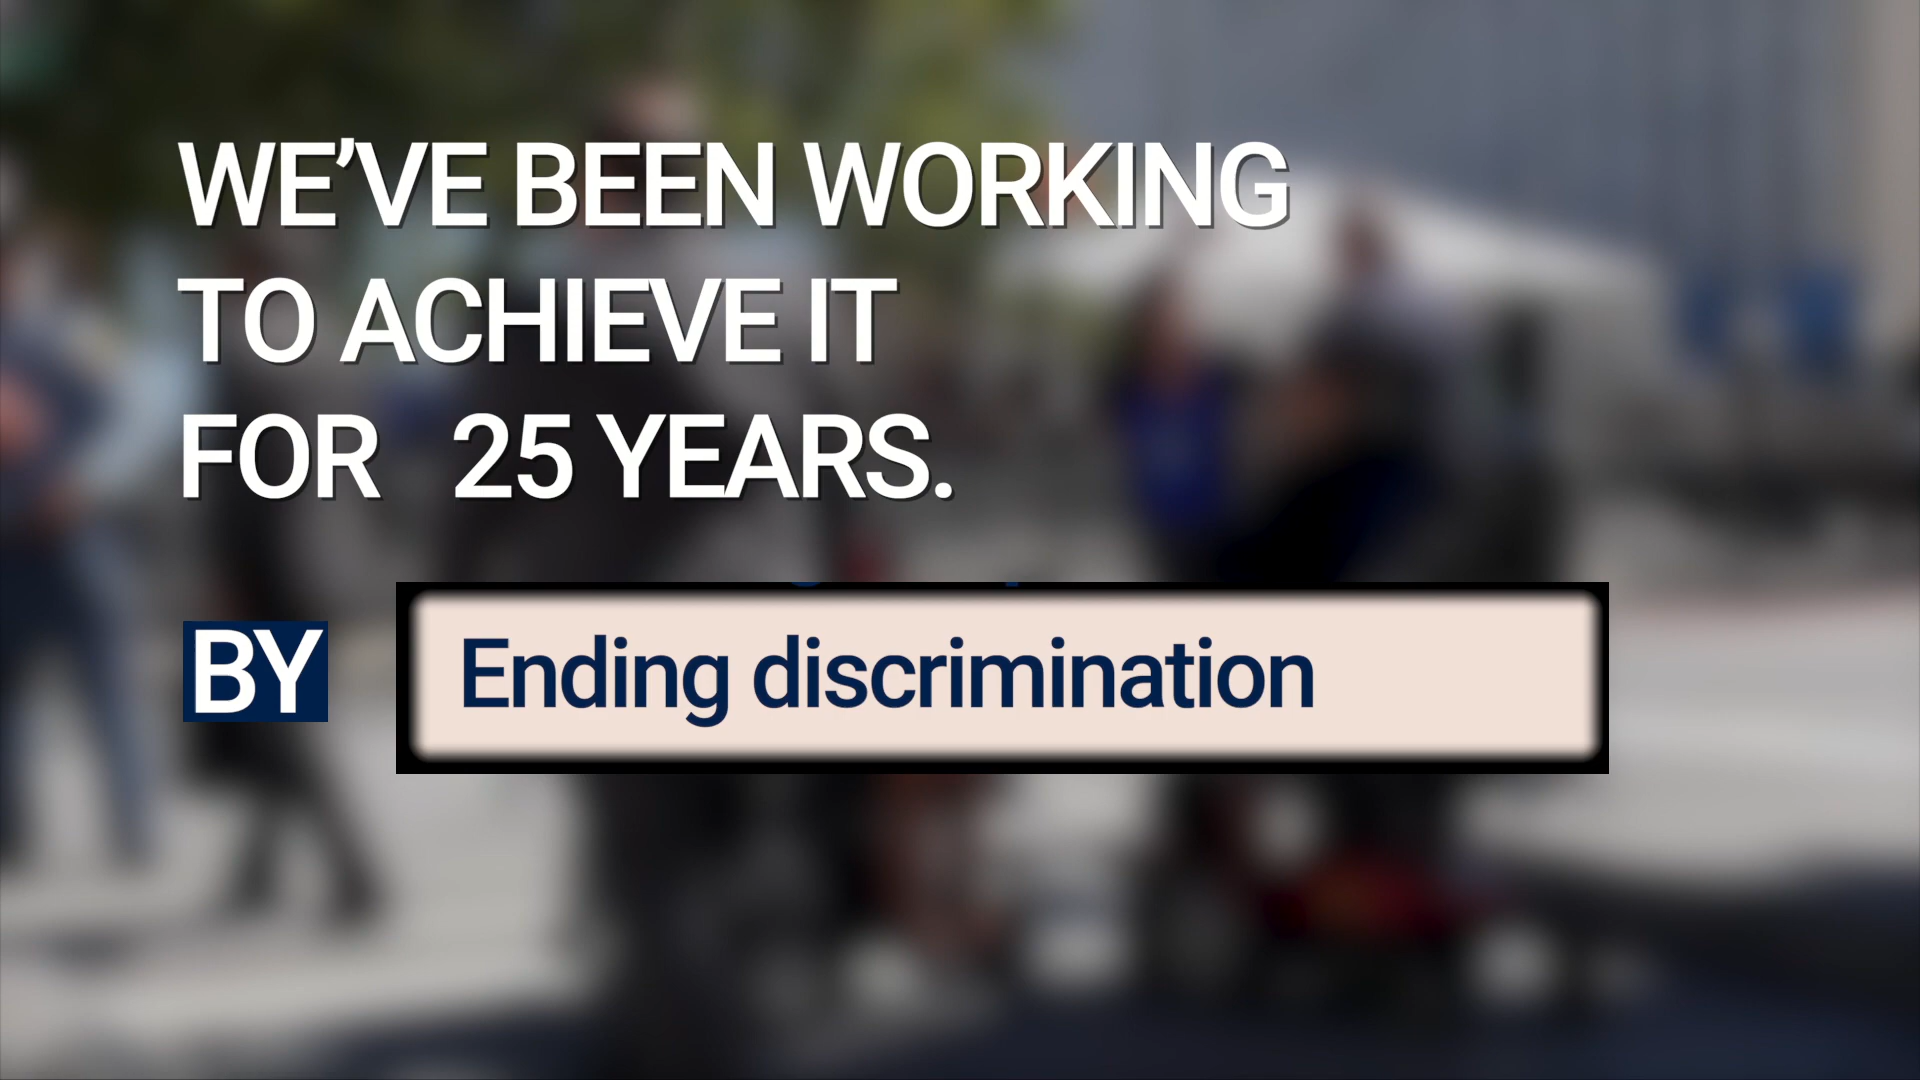 WE’VE BEEN WORKING
TO ACHIEVE IT
FOR 25 YEARS.
BY Ending discrimination